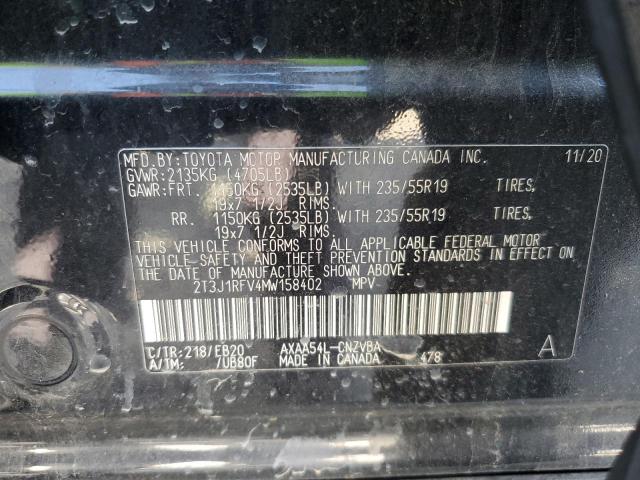 MFD.BY:TOYOTA MOTOR MANUFACTURING CANADA INC. 11/20
GVWR:2135KG (4705LB)
GAWR:FRT. 1150KG (2535LB) WITH 235/55R19 TIRES,
19x7 1/2J RIMS.
RR. 1150KG (2535LB) WITH 235/55R19 TIRES,
19x7 1/2J RIMS.
THIS VEHICLE CONFORMS TO ALL APPLICABLE FEDERAL MOTOR
VEHICLE SAFETY AND THEFT PREVENTION STANDARDS IN EFFECT ON
THE DATE OF MANUFACTURE SHOWN ABOVE.
2T3J1RFV4MW158402 MPV
C/TR:218/EB20 AXAA54L-CNZVBA A
A/TM: /UB80F MADE IN CANADA 478